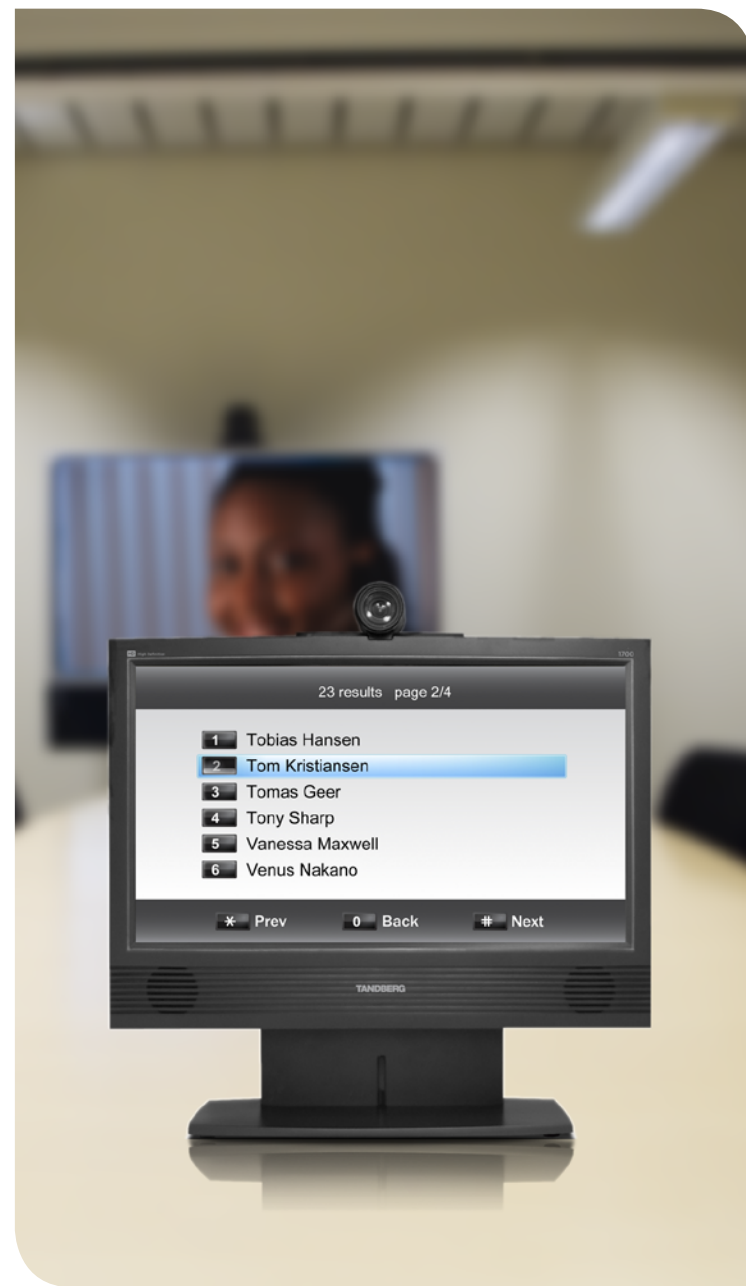 1700
23 results page 2/4
1 Tobias Hansen
2 Tom Kristiansen
3 Tomas Geer
4 Tony Sharp
5 Vanessa Maxwell
6 Venus Nakano
* Prev 0 Back # Next
TANDBERG